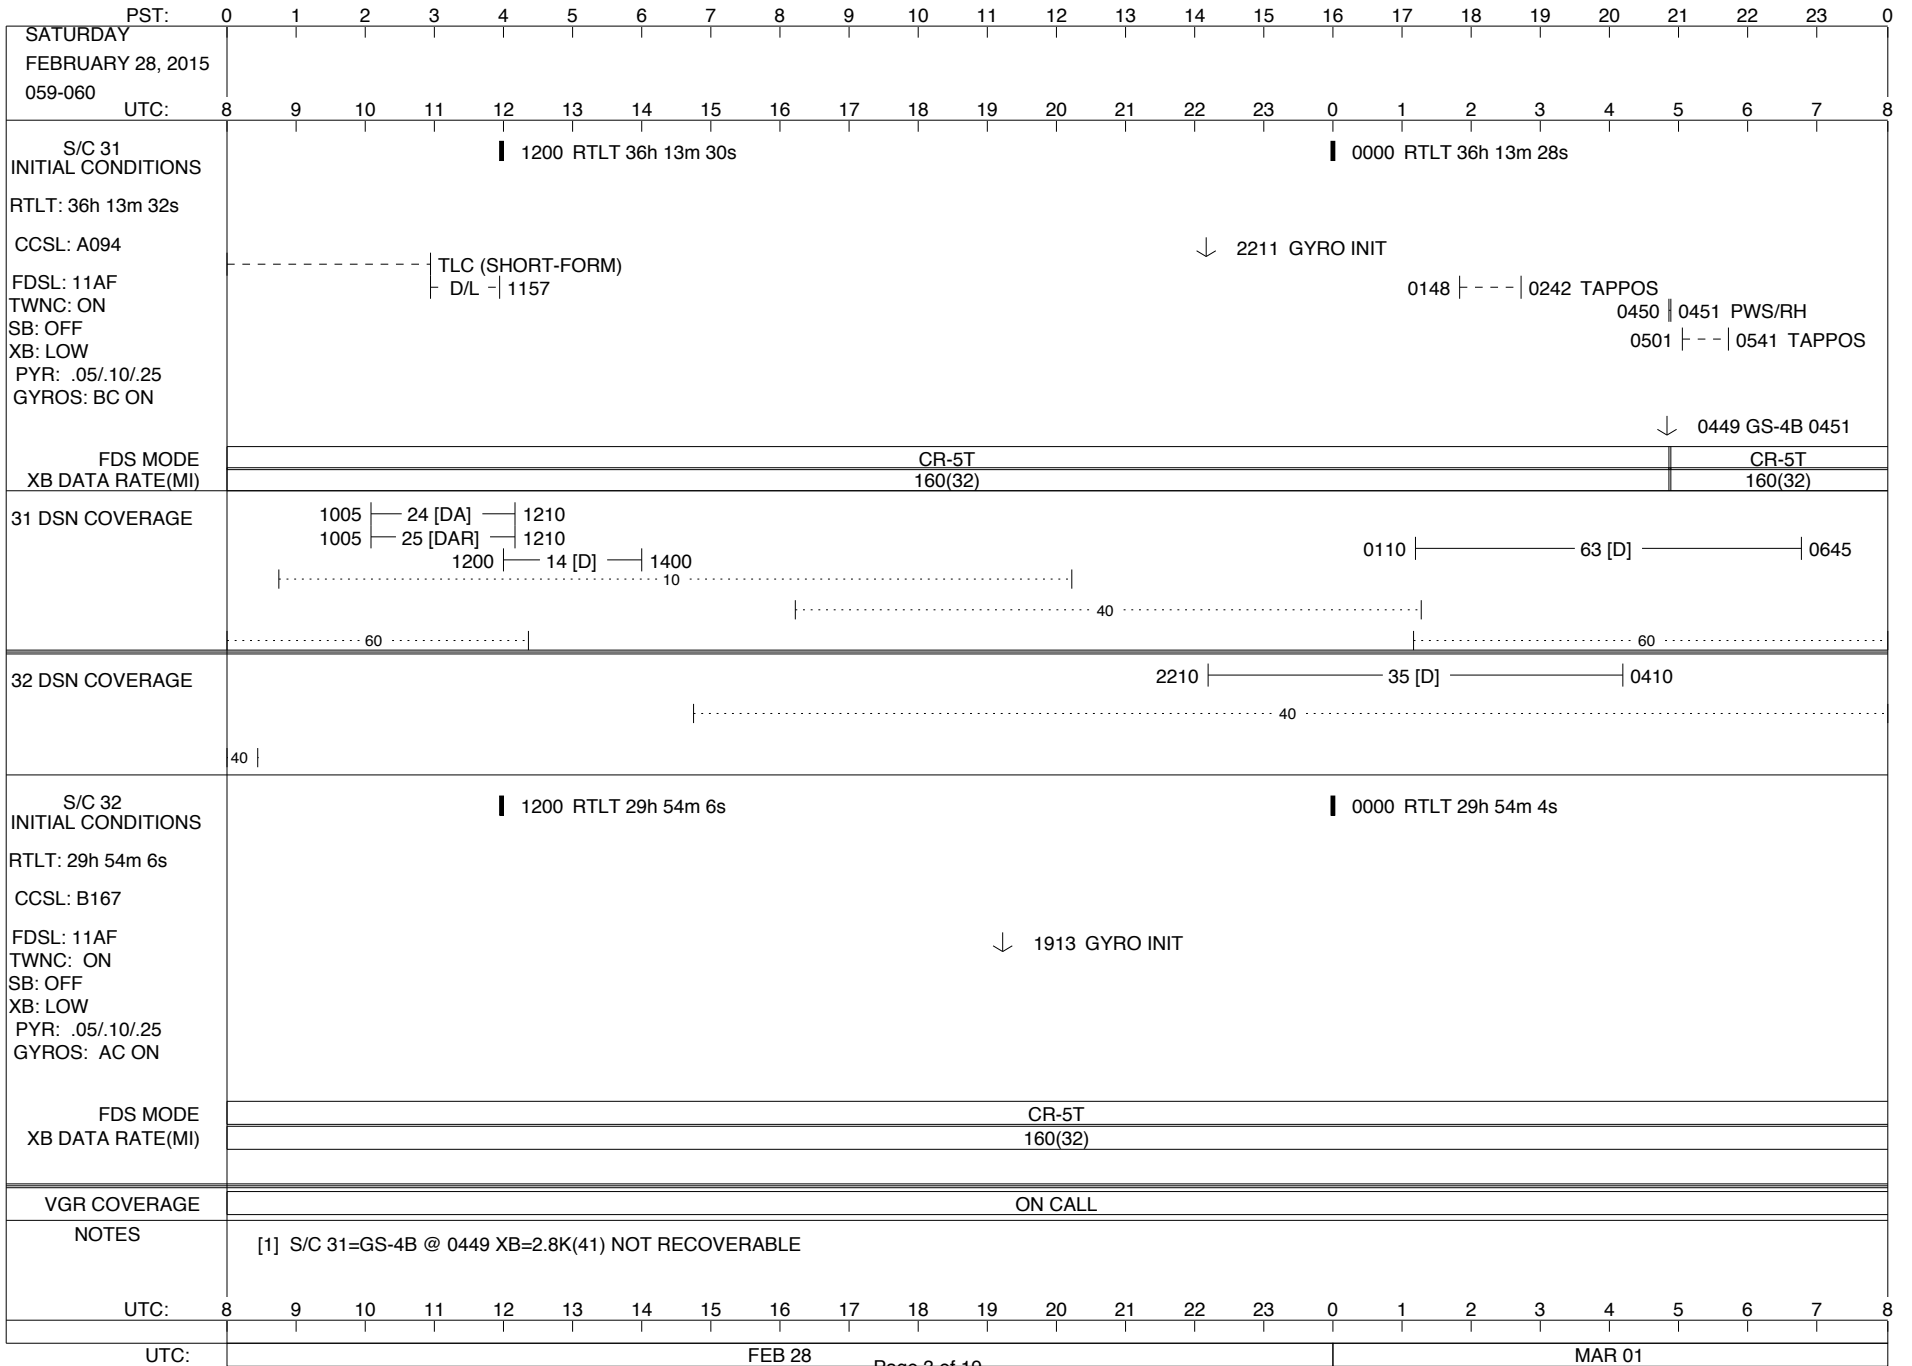 PST: 0 1 2 3 4 5 6 7 8 9 10 11 12 13 14 15 16 17 18 19 20 21 22 23 0
SATURDAY
FEBRUARY 28, 2015
059-060
UTC: 8 9 10 11 12 13 14 15 16 17 18 19 20 21 22 23 0 1 2 3 4 5 6 7 8
S/C 31
INITIAL CONDITIONS
1200 RTLT 36h 13m 30s
0000 RTLT 36h 13m 28s
RTLT: 36h 13m 32s
CCSL: A094
2211 GYRO INIT
TLC (SHORT-FORM)
FDSL: 11AF
D/L 1157
0148 0242 TAPPOS
TWNC: ON
0450 0451 PWS/RH
SB: OFF
0501 0541 TAPPOS
XB: LOW
PYR: .05/.10/.25
GYROS: BC ON
0449 GS-4B 0451
FDS MODE CR-5T CR-5T
XB DATA RATE(MI) 160(32) 160(32)
31 DSN COVERAGE
1005 24 [DA] 1210
1005 25 [DAR] 1210
1200 14 [D] 1400
0110 63 [D] 0645
10
40
60 60
32 DSN COVERAGE
2210 35 [D] 0410
40
40
S/C 32
INITIAL CONDITIONS
1200 RTLT 29h 54m 6s
0000 RTLT 29h 54m 4s
RTLT: 29h 54m 6s
CCSL: B167
FDSL: 11AF
1913 GYRO INIT
TWNC: ON
SB: OFF
XB: LOW
PYR: .05/.10/.25
GYROS: AC ON
FDS MODE CR-5T
XB DATA RATE(MI) 160(32)
VGR COVERAGE ON CALL
NOTES
[1] S/C 31=GS-4B @ 0449 XB=2.8K(41) NOT RECOVERABLE
UTC: 8 9 10 11 12 13 14 15 16 17 18 19 20 21 22 23 0 1 2 3 4 5 6 7 8
UTC: FEB 28 MAR 01